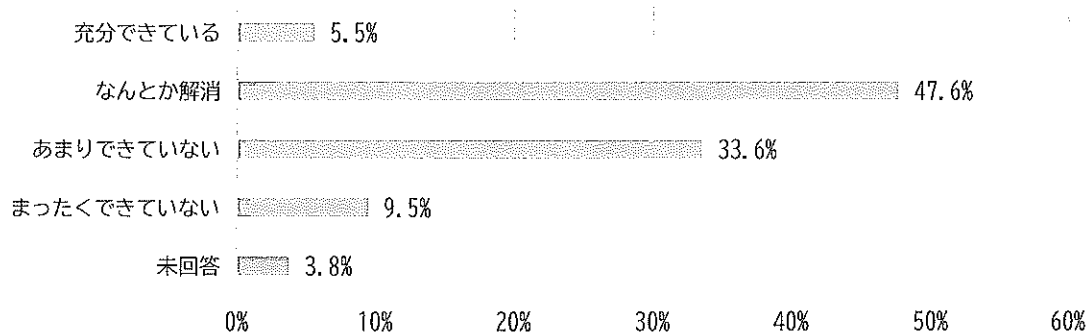 充分できている 5.5%
なんとか解消 47.6%
あまりできていない 33.6%
まったくできていない 9.5%
未回答 3.8%
0% 10% 20% 30% 40% 50% 60%